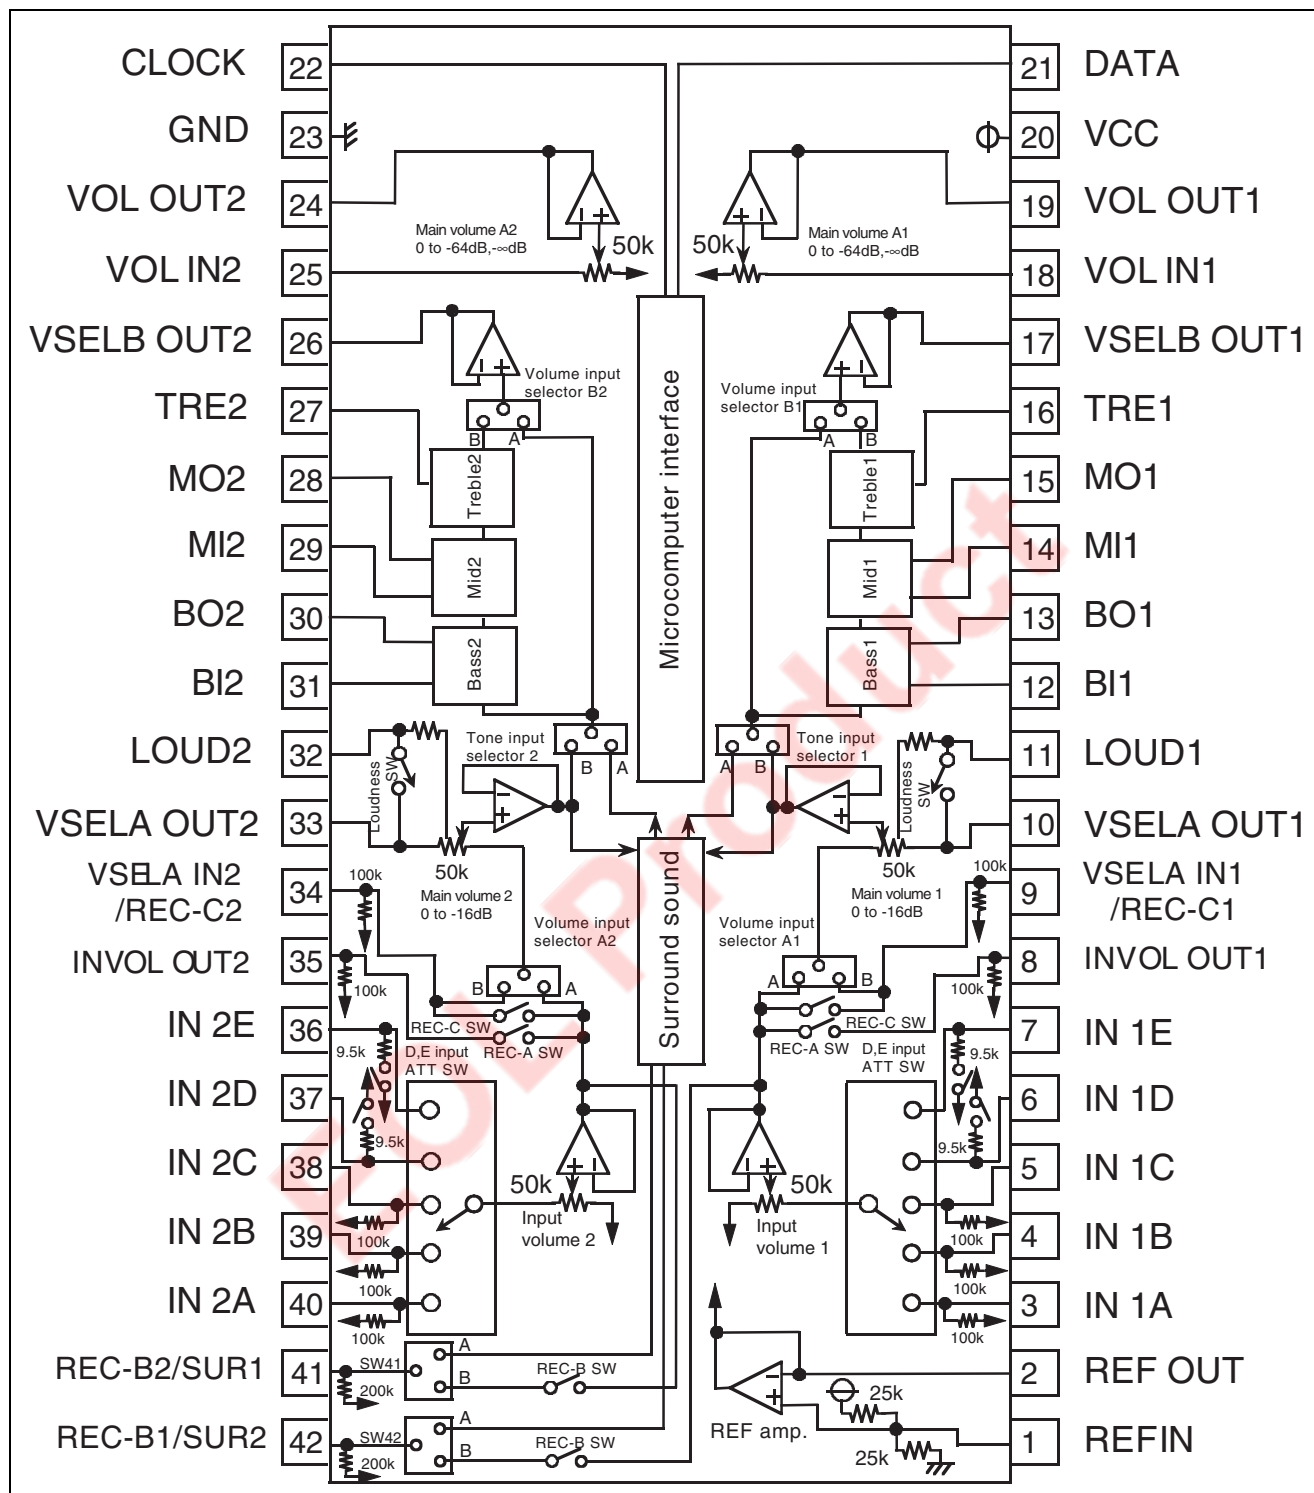 CLOCK 22 21 DATA
GND 23 20 VCC
VOL OUT2 24 19 VOL OUT1
Main volume A2
0 to -64dB,-∞dB
50k
50k
Main volume A1
0 to -64dB,-∞dB
VOL IN2 25 18 VOL IN1
VSELB OUT2 26 17 VSELB OUT1
Volume input
selector B2
Volume input
selector B1
TRE2 27 16 TRE1
B A
A B
Treble2
Treble1
Microcomputer interface
MO2 28 15 MO1
MI2 29 14 MI1
Mid2
Mid1
BO2 30 13 BO1
Bass2
Bass1
BI2 31 12 BI1
LOUD2 32 11 LOUD1
Tone input
selector 2
B A
A B
Tone input
selector 1
Loudness
SW
Loudness
SW
- +
- +
VSELA OUT2 33 10 VSELA OUT1
50k
50k
VSELA IN2
/REC-C2
34
100k
Main volume 2
0 to -16dB
Main volume 1
0 to -16dB
100k
9
VSELA IN1
/REC-C1
Volume input
selector A2
Volume input
selector A1
Surround sound
INVOL OUT2 35 8 INVOL OUT1
100k
B A
A B
100k
REC-C SW
REC-A SW
REC-C SW
REC-A SW
IN 2E 36 7 IN 1E
9.5k
D,E input
ATT SW
D,E input
ATT SW
9.5k
IN 2D 37 6 IN 1D
9.5k
9.5k
IN 2C 38 5 IN 1C
50k
50k
100k
100k
IN 2B 39 4 IN 1B
Input
volume 2
Input
volume 1
100k
100k
IN 2A 40 3 IN 1A
100k
100k
REC-B2/SUR1 41 2 REF OUT
SW41
200k
A
B
REC-B SW
- +
REF amp.
25k
REC-B1/SUR2 42 1 REFIN
SW42
200k
A
B
REC-B SW
25k
EOL Product